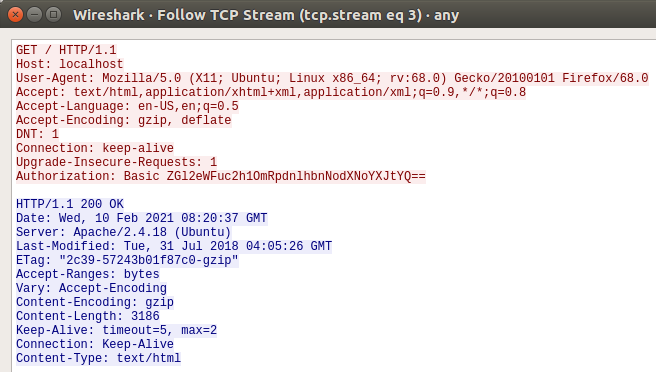 Wireshark · Follow TCP Stream (tcp.stream eq 3) · any
GET / HTTP/1.1
Host: localhost
User-Agent: Mozilla/5.0 (X11; Ubuntu; Linux x86_64; rv:68.0) Gecko/20100101 Firefox/68.0
Accept: text/html,application/xhtml+xml,application/xml;q=0.9,*/*;q=0.8
Accept-Language: en-US,en;q=0.5
Accept-Encoding: gzip, deflate
DNT: 1
Connection: keep-alive
Upgrade-Insecure-Requests: 1
Authorization: Basic ZGl2eWFuc2h1OmRpdnlhbnNodXNoYXJtYQ==
HTTP/1.1 200 OK
Date: Wed, 10 Feb 2021 08:20:37 GMT
Server: Apache/2.4.18 (Ubuntu)
Last-Modified: Tue, 31 Jul 2018 04:05:26 GMT
ETag: "2c39-57243b01f87c0-gzip"
Accept-Ranges: bytes
Vary: Accept-Encoding
Content-Encoding: gzip
Content-Length: 3186
Keep-Alive: timeout=5, max=2
Connection: Keep-Alive
Content-Type: text/html